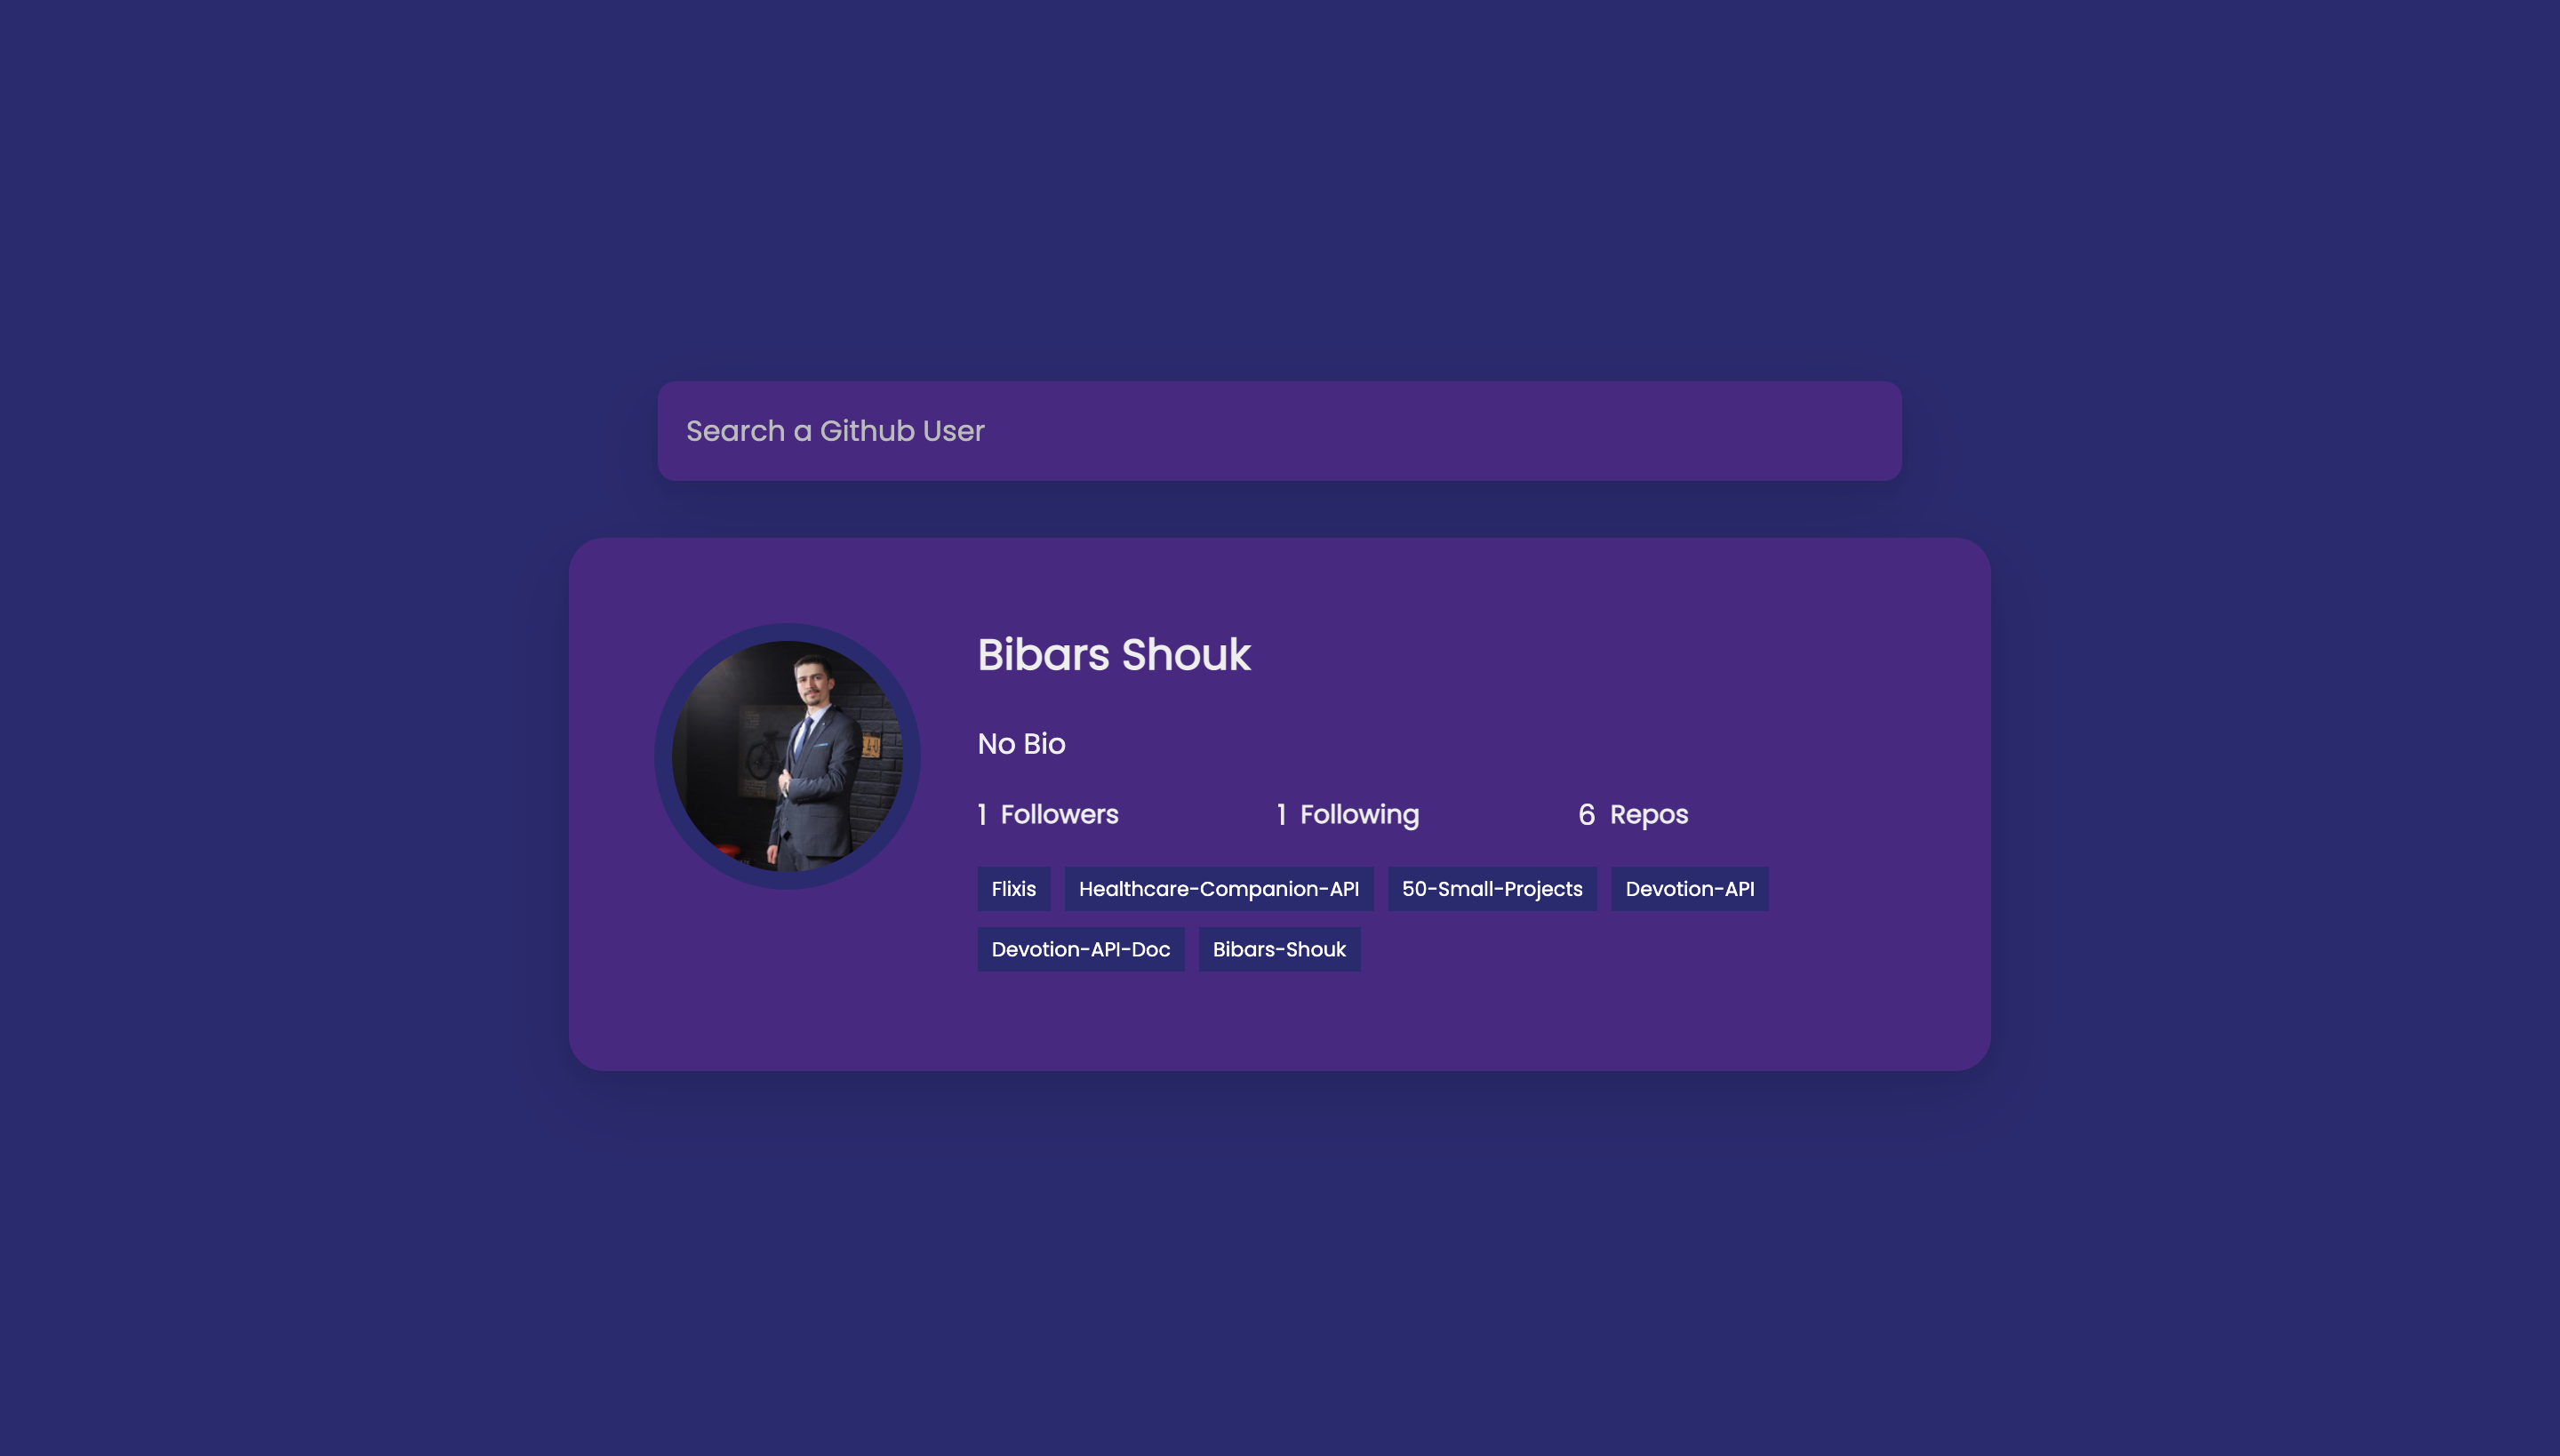 Search a Github User
Bibars Shouk
No Bio
1 Followers 1 Following 6 Repos
Flixis Healthcare-Companion-API 50-Small-Projects Devotion-API
Devotion-API-Doc Bibars-Shouk